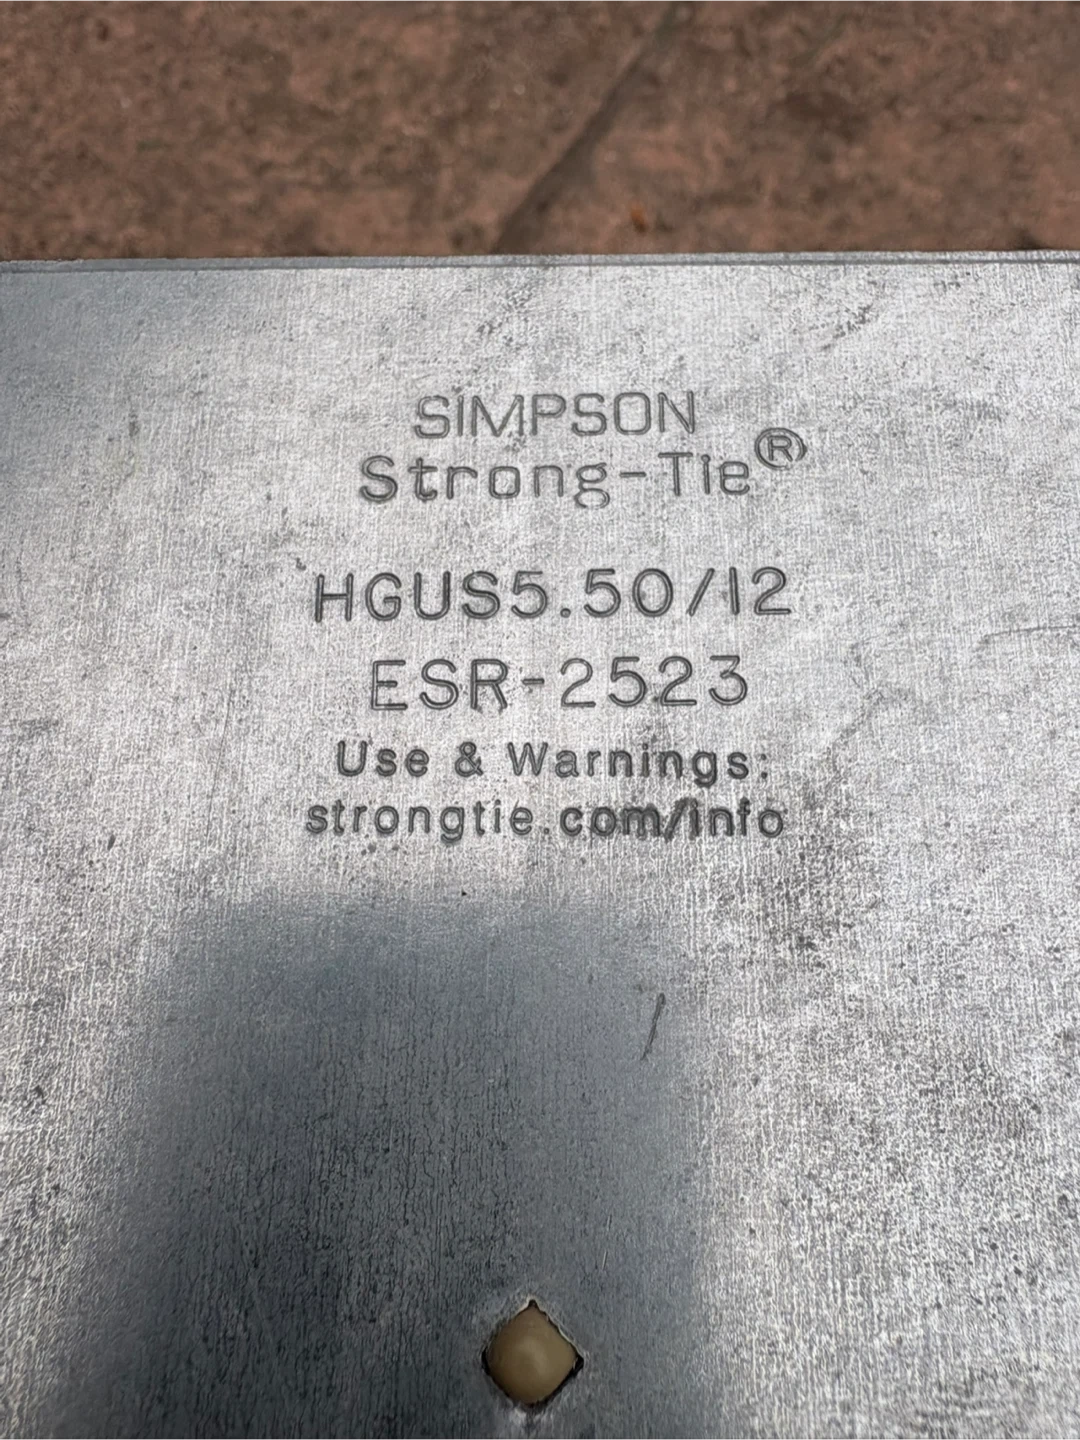 SIMPSON
Strong-Tie®
HGUS5.50/12
ESR-2523
Use & Warnings:
strongtie.com/info